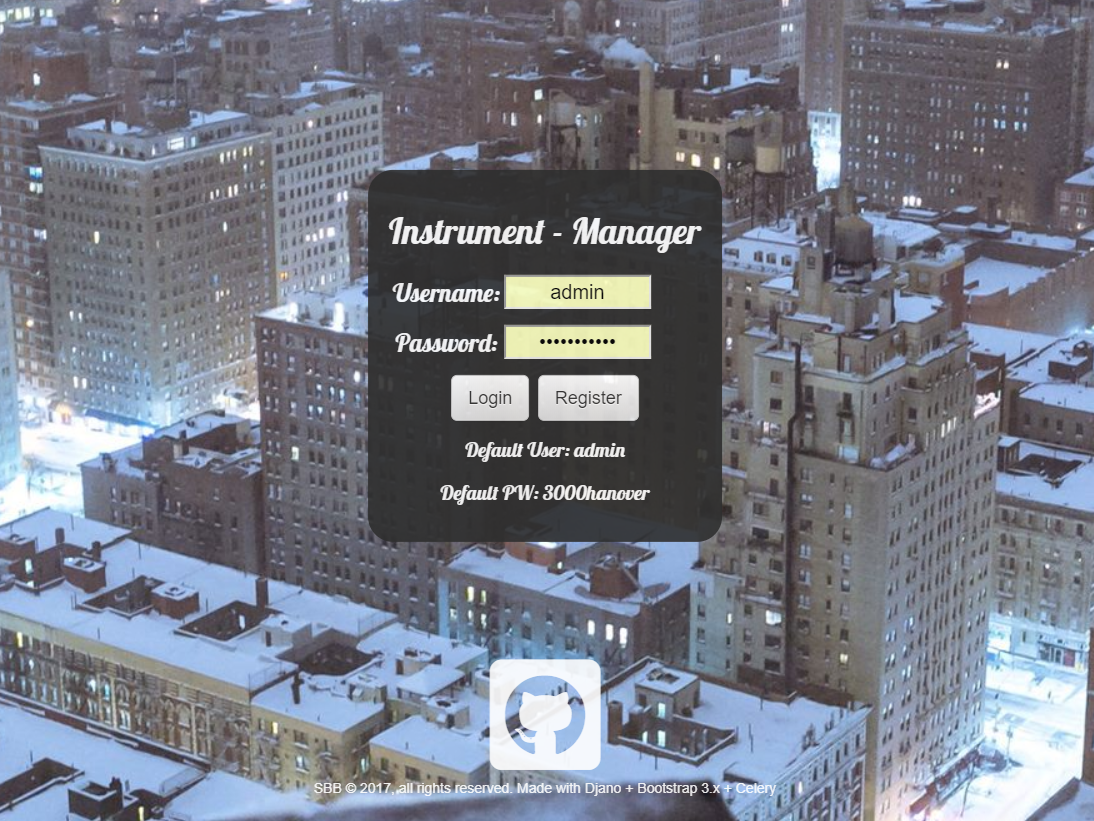 Instrument - Manager
Username: admin
Password: •••••••••••
Login Register
Default User: admin
Default PW: 3000hanover
SBB © 2017, all rights reserved. Made with Djano + Bootstrap 3.x + Celery